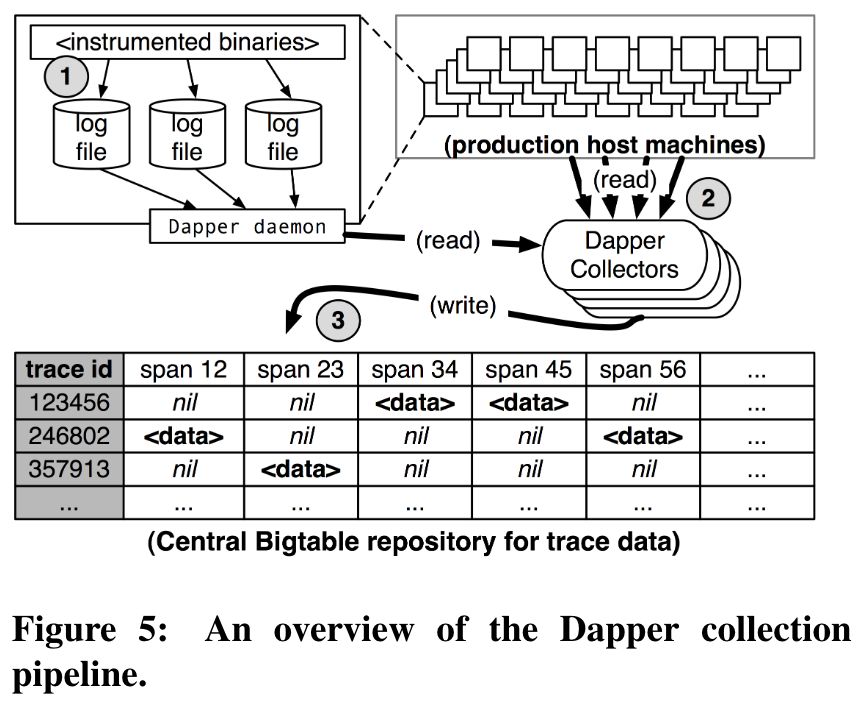 <instrumented binaries>
1
log
file
log
file
log
file
Dapper daemon
(production host machines)
(read)
2
(read)
Dapper
Collectors
(write)
3
trace id span 12 span 23 span 34 span 45 span 56 ...
123456 nil nil <data> <data> nil ...
246802 <data> nil nil nil <data> ...
357913 nil <data> nil nil nil ...
... ... ... ... ... ... ...
(Central Bigtable repository for trace data)
Figure 5: An overview of the Dapper collection
pipeline.